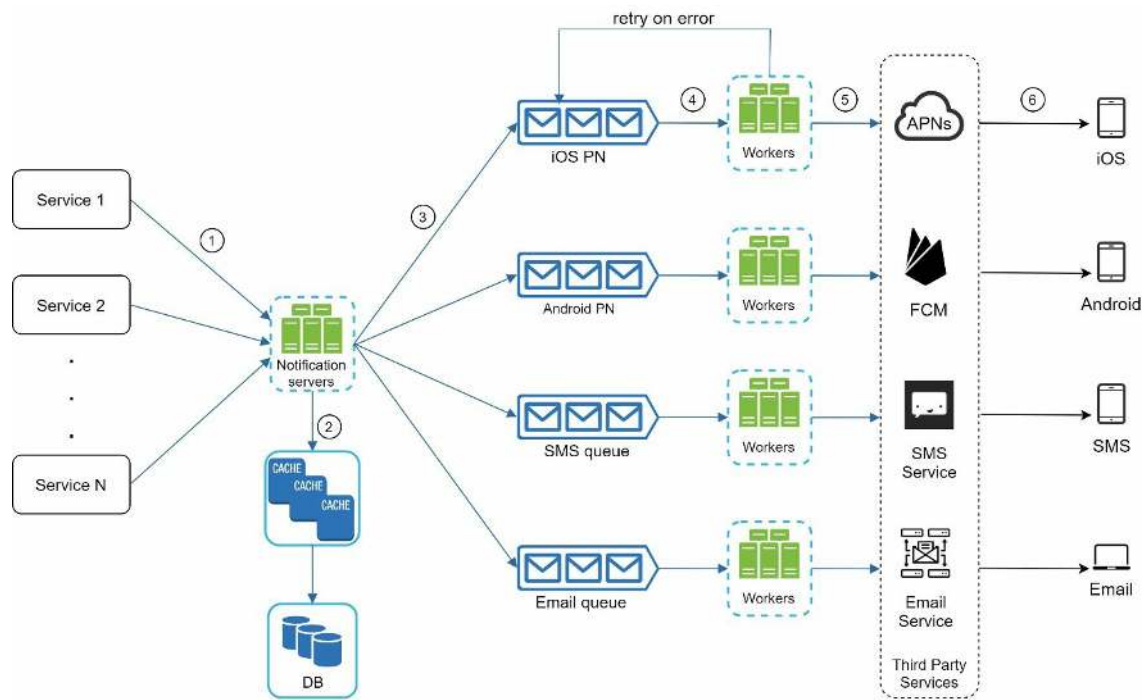 retry on error
4
5
6
APNs
iOS PN
Workers
iOS
Service 1
1
3
Service 2
Android PN
Workers
FCM
Android
Notification
servers
2
SMS queue
Workers
SMS
Service
SMS
Service N
CACHE
CACHE
CACHE
Email queue
Workers
Email
Service
Email
DB
Third Party
Services